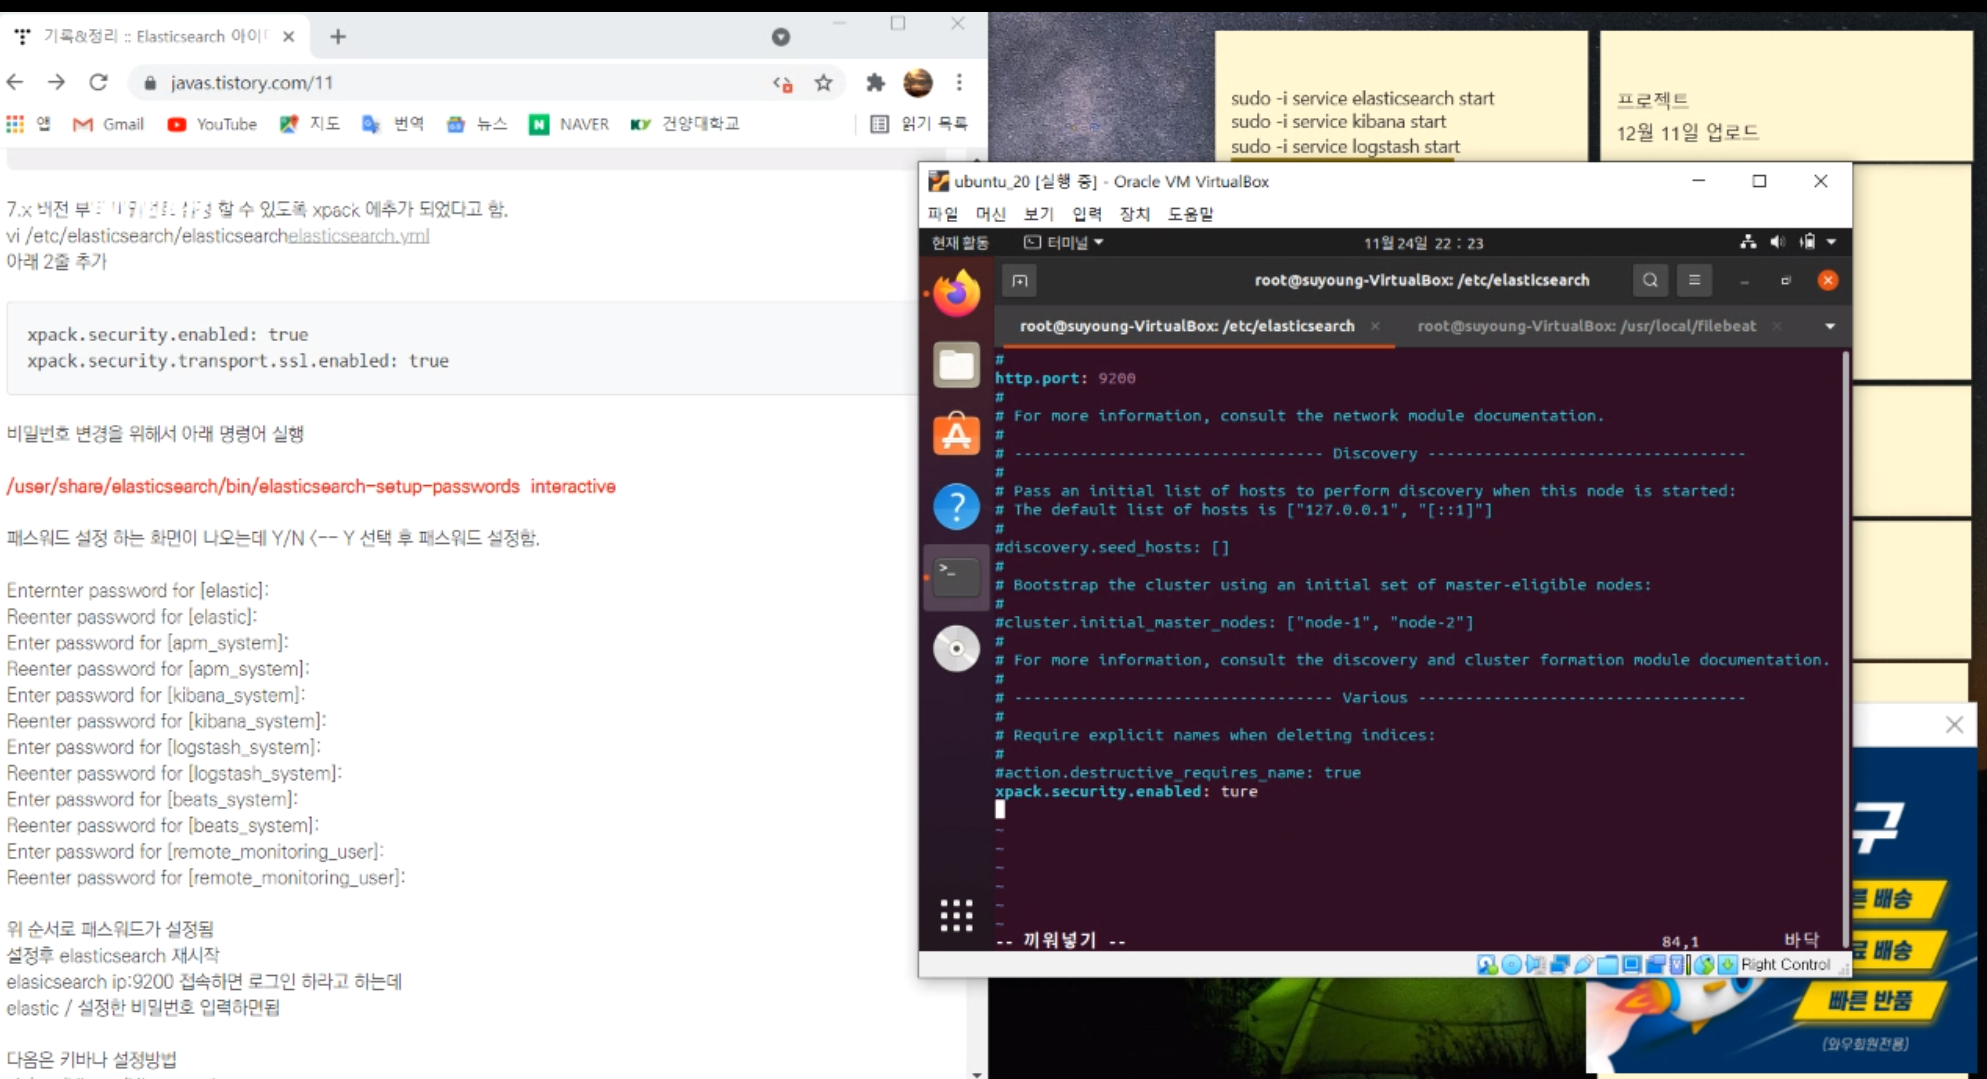 기록&정리 :: Elasticsearch 아이
javas.tistory.com/11
앱
Gmail
YouTube
지도
번역
뉴스
NAVER
건양대학교
읽기 목록
7.x 버전 할 수 있도록 xpack 에추가 되었다고 함.
vi /etc/elasticsearch/elasticsearchelasticsearch.yml
아래 2줄 추가
xpack.security.enabled: true
xpack.security.transport.ssl.enabled: true
비밀번호 변경을 위해서 아래 명령어 실행
/user/share/elasticsearch/bin/elasticsearch-setup-passwords interactive
패스워드 설정 하는 화면이 나오는데 Y/N <-- Y 선택 후 패스워드 설정함.
Enternter password for [elastic]:
Reenter password for [elastic]:
Enter password for [apm_system]:
Reenter password for [apm_system]:
Enter password for [kibana_system]:
Reenter password for [kibana_system]:
Enter password for [logstash_system]:
Reenter password for [logstash_system]:
Enter password for [beats_system]:
Reenter password for [beats_system]:
Enter password for [remote_monitoring_user]:
Reenter password for [remote_monitoring_user]:
위 순서로 패스워드가 설정됨
설정후 elasticsearch 재시작
elasicsearch ip:9200 접속하면 로그인 하라고 하는데
elastic / 설정한 비밀번호 입력하면됨
다옴은 키바나 설정방법
sudo -i service elasticsearch start
sudo -i service kibana start
sudo -i service logstash start
프로젝트
12월 11일 업로드
ubuntu_20 [실행 중] - Oracle VM VirtualBox
파일 머신 보기 입력 장치 도움말
현재 활동
터미널
11월 24일 22 : 23
root@suyoung-VirtualBox: /etc/elasticsearch
root@suyoung-VirtualBox: /etc/elasticsearch
root@suyoung-VirtualBox: /usr/local/filebeat
#
http.port: 9200
#
# For more information, consult the network module documentation.
#
# --------------------------------- Discovery ----------------------------------
#
# Pass an initial list of hosts to perform discovery when this node is started:
# The default list of hosts is ["127.0.0.1", "[::1]"]
#
#discovery.seed_hosts: []
#
# Bootstrap the cluster using an initial set of master-eligible nodes:
#
#cluster.initial_master_nodes: ["node-1", "node-2"]
#
# For more information, consult the discovery and cluster formation module documentation.
#
# ---------------------------------- Various -----------------------------------
#
# Require explicit names when deleting indices:
#
#action.destructive_requires_name: true
xpack.security.enabled: ture
~
~
~
~
~
~
-- 끼워넣기 --
84,1
바닥
Right Control
구
배송
배송
빠른 반품
(와우회원전용)